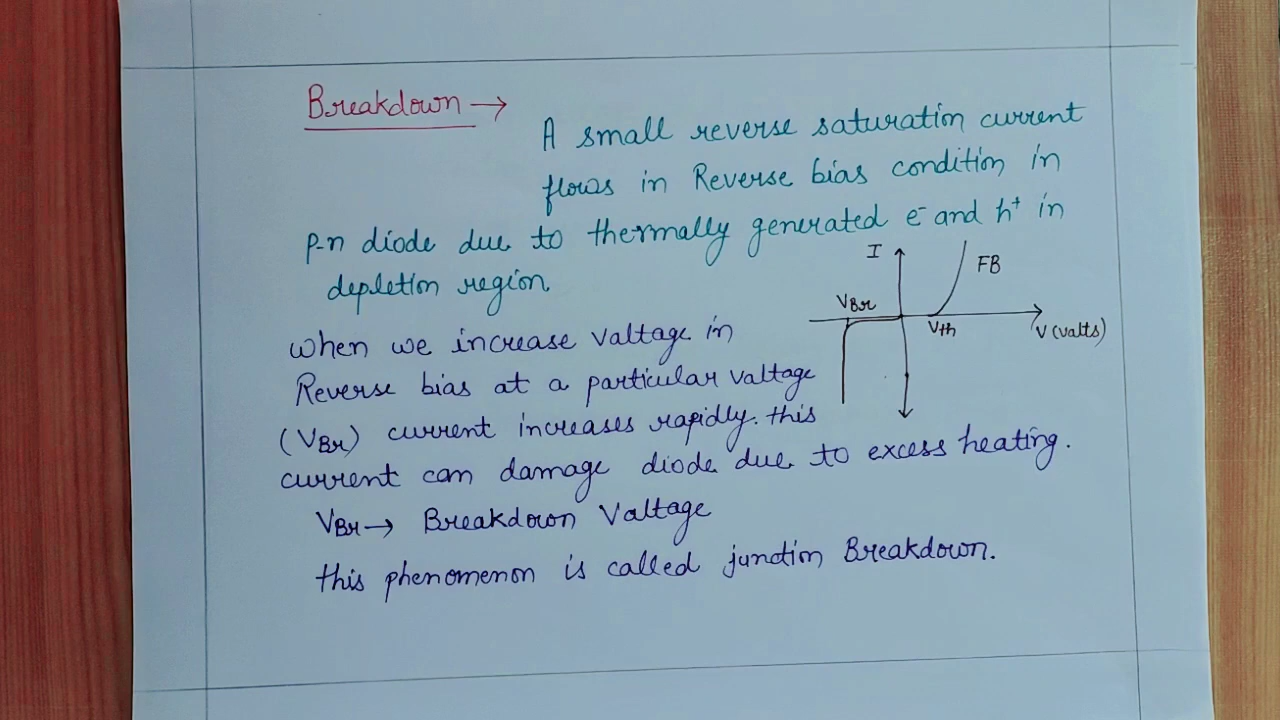 Breakdown →
A small reverse saturation current
flows in Reverse bias condition in
p-n diode due to thermally generated e⁻ and h⁺ in
depletion region.
I
FB
VBr
Vth
V (valts)
when we increase valtage in
Reverse bias at a particular valtage
(VBr) current increases rapidly. this
current can damage diode due to excess heating.
VBr → Breakdown Valtage
this phenomenon is called junction Breakdown.